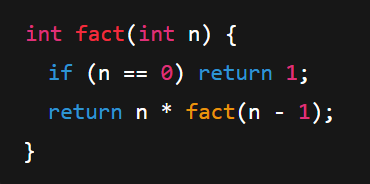 int fact(int n) {
  if (n == 0) return 1;
  return n * fact(n - 1);
}